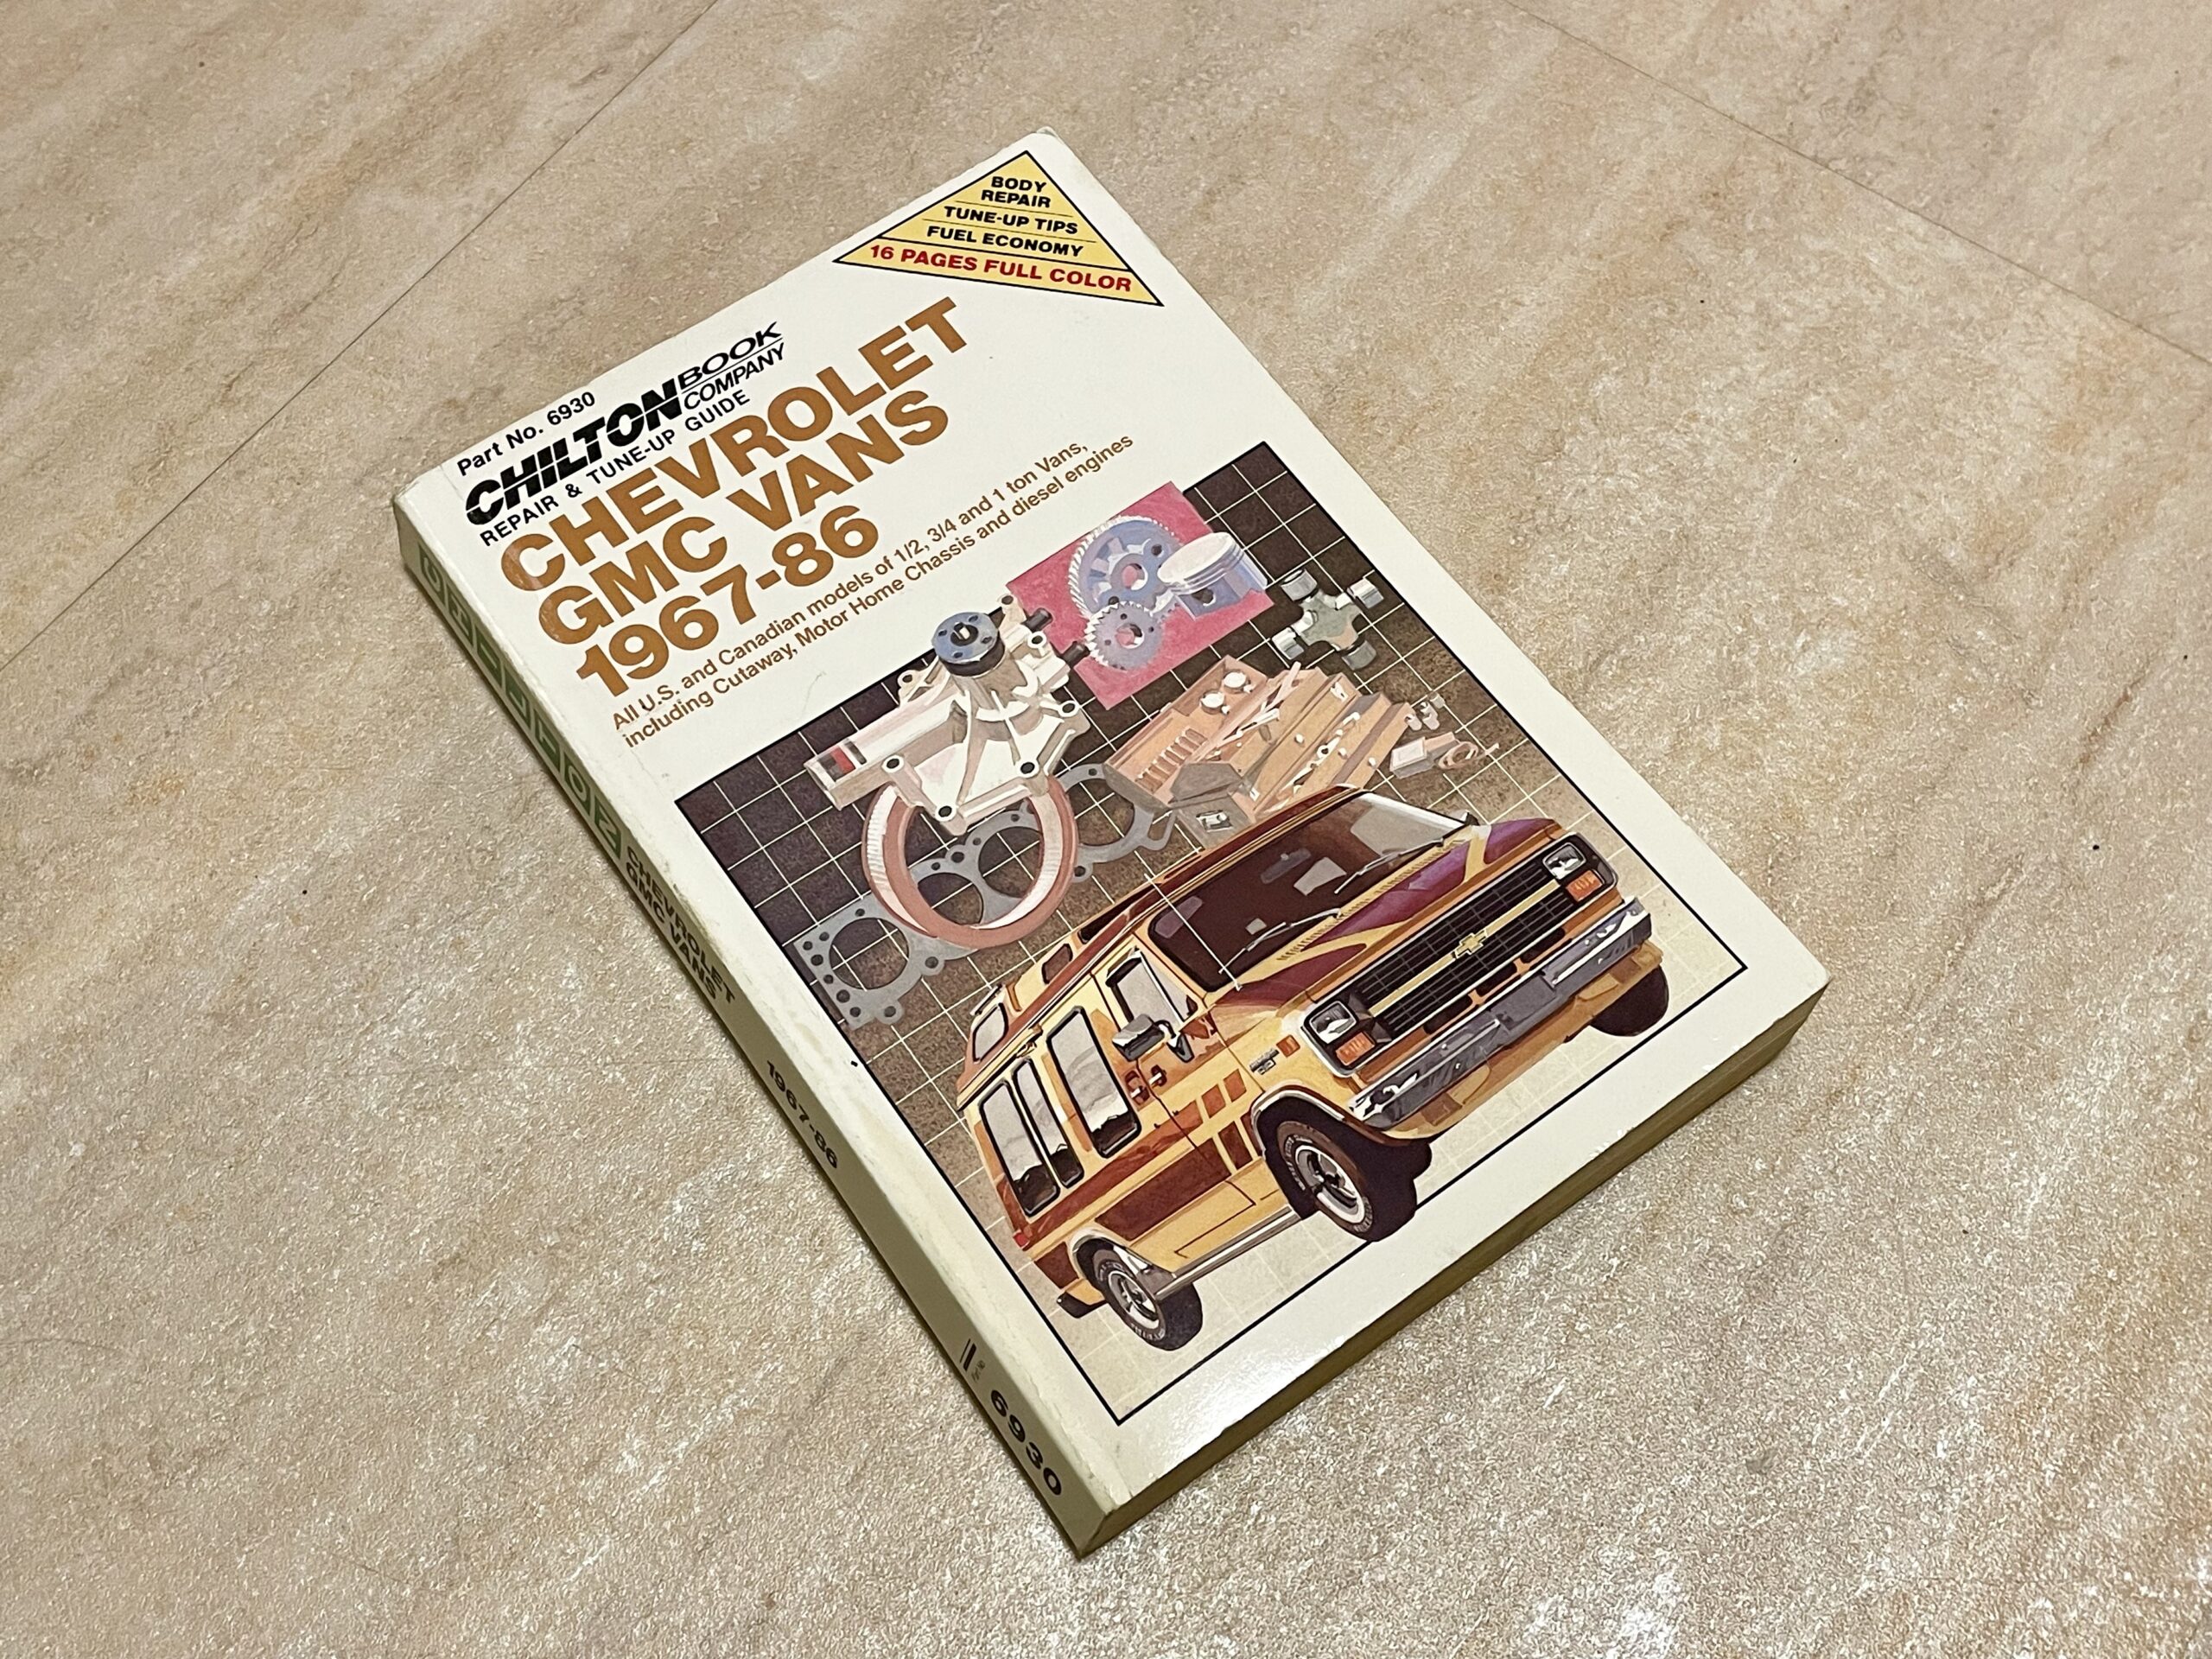 BODY
REPAIR
TUNE-UP TIPS
FUEL ECONOMY
16 PAGES FULL COLOR
Part No. 6930
CHILTON BOOK COMPANY
REPAIR & TUNE-UP GUIDE
CHEVROLET
GMC VANS
1967-86
All U.S. and Canadian models of 1/2, 3/4 and 1 ton Vans,
including Cutaway, Motor Home Chassis and diesel engines
CHILTON
CHEVROLET
GMC VANS
1967-86
6930